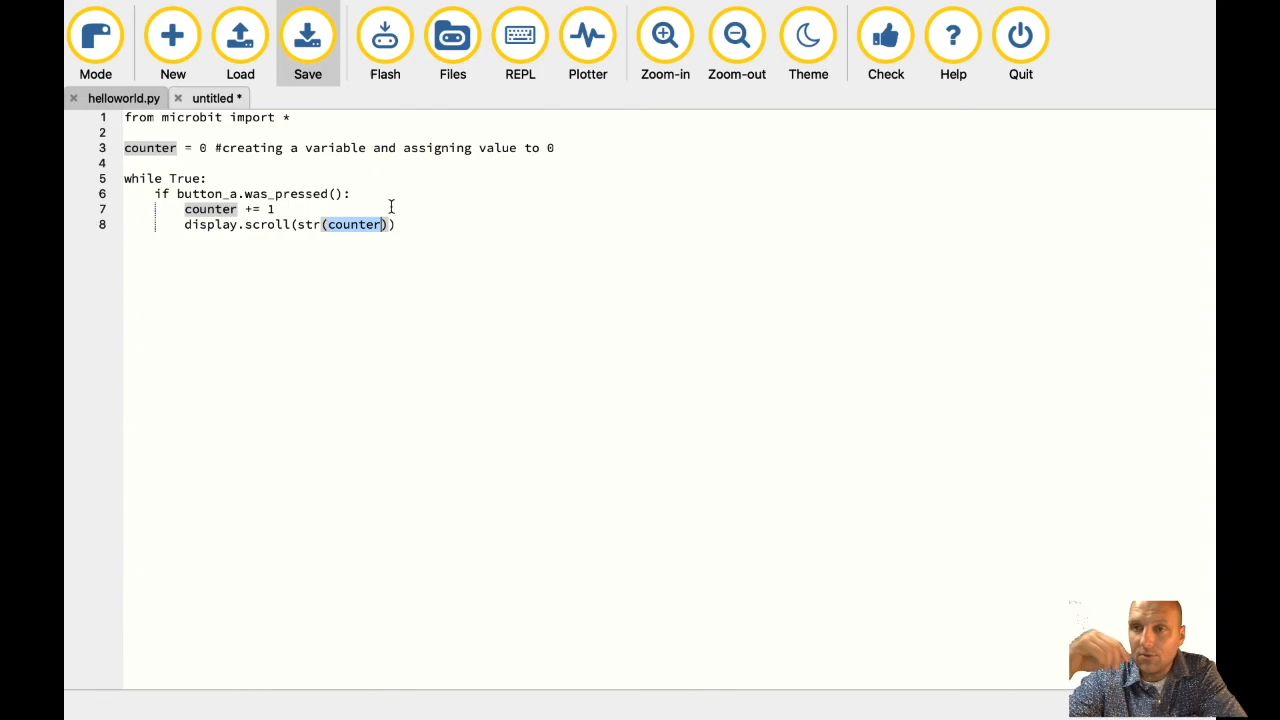 Mode New Load Save Flash Files REPL Plotter Zoom-in Zoom-out Theme Check Help Quit
helloworld.py untitled *
1 from microbit import *
2
3 counter = 0 #creating a variable and assigning value to 0
4
5 while True:
6 if button_a.was_pressed():
7 counter += 1
8 display.scroll(str(counter))